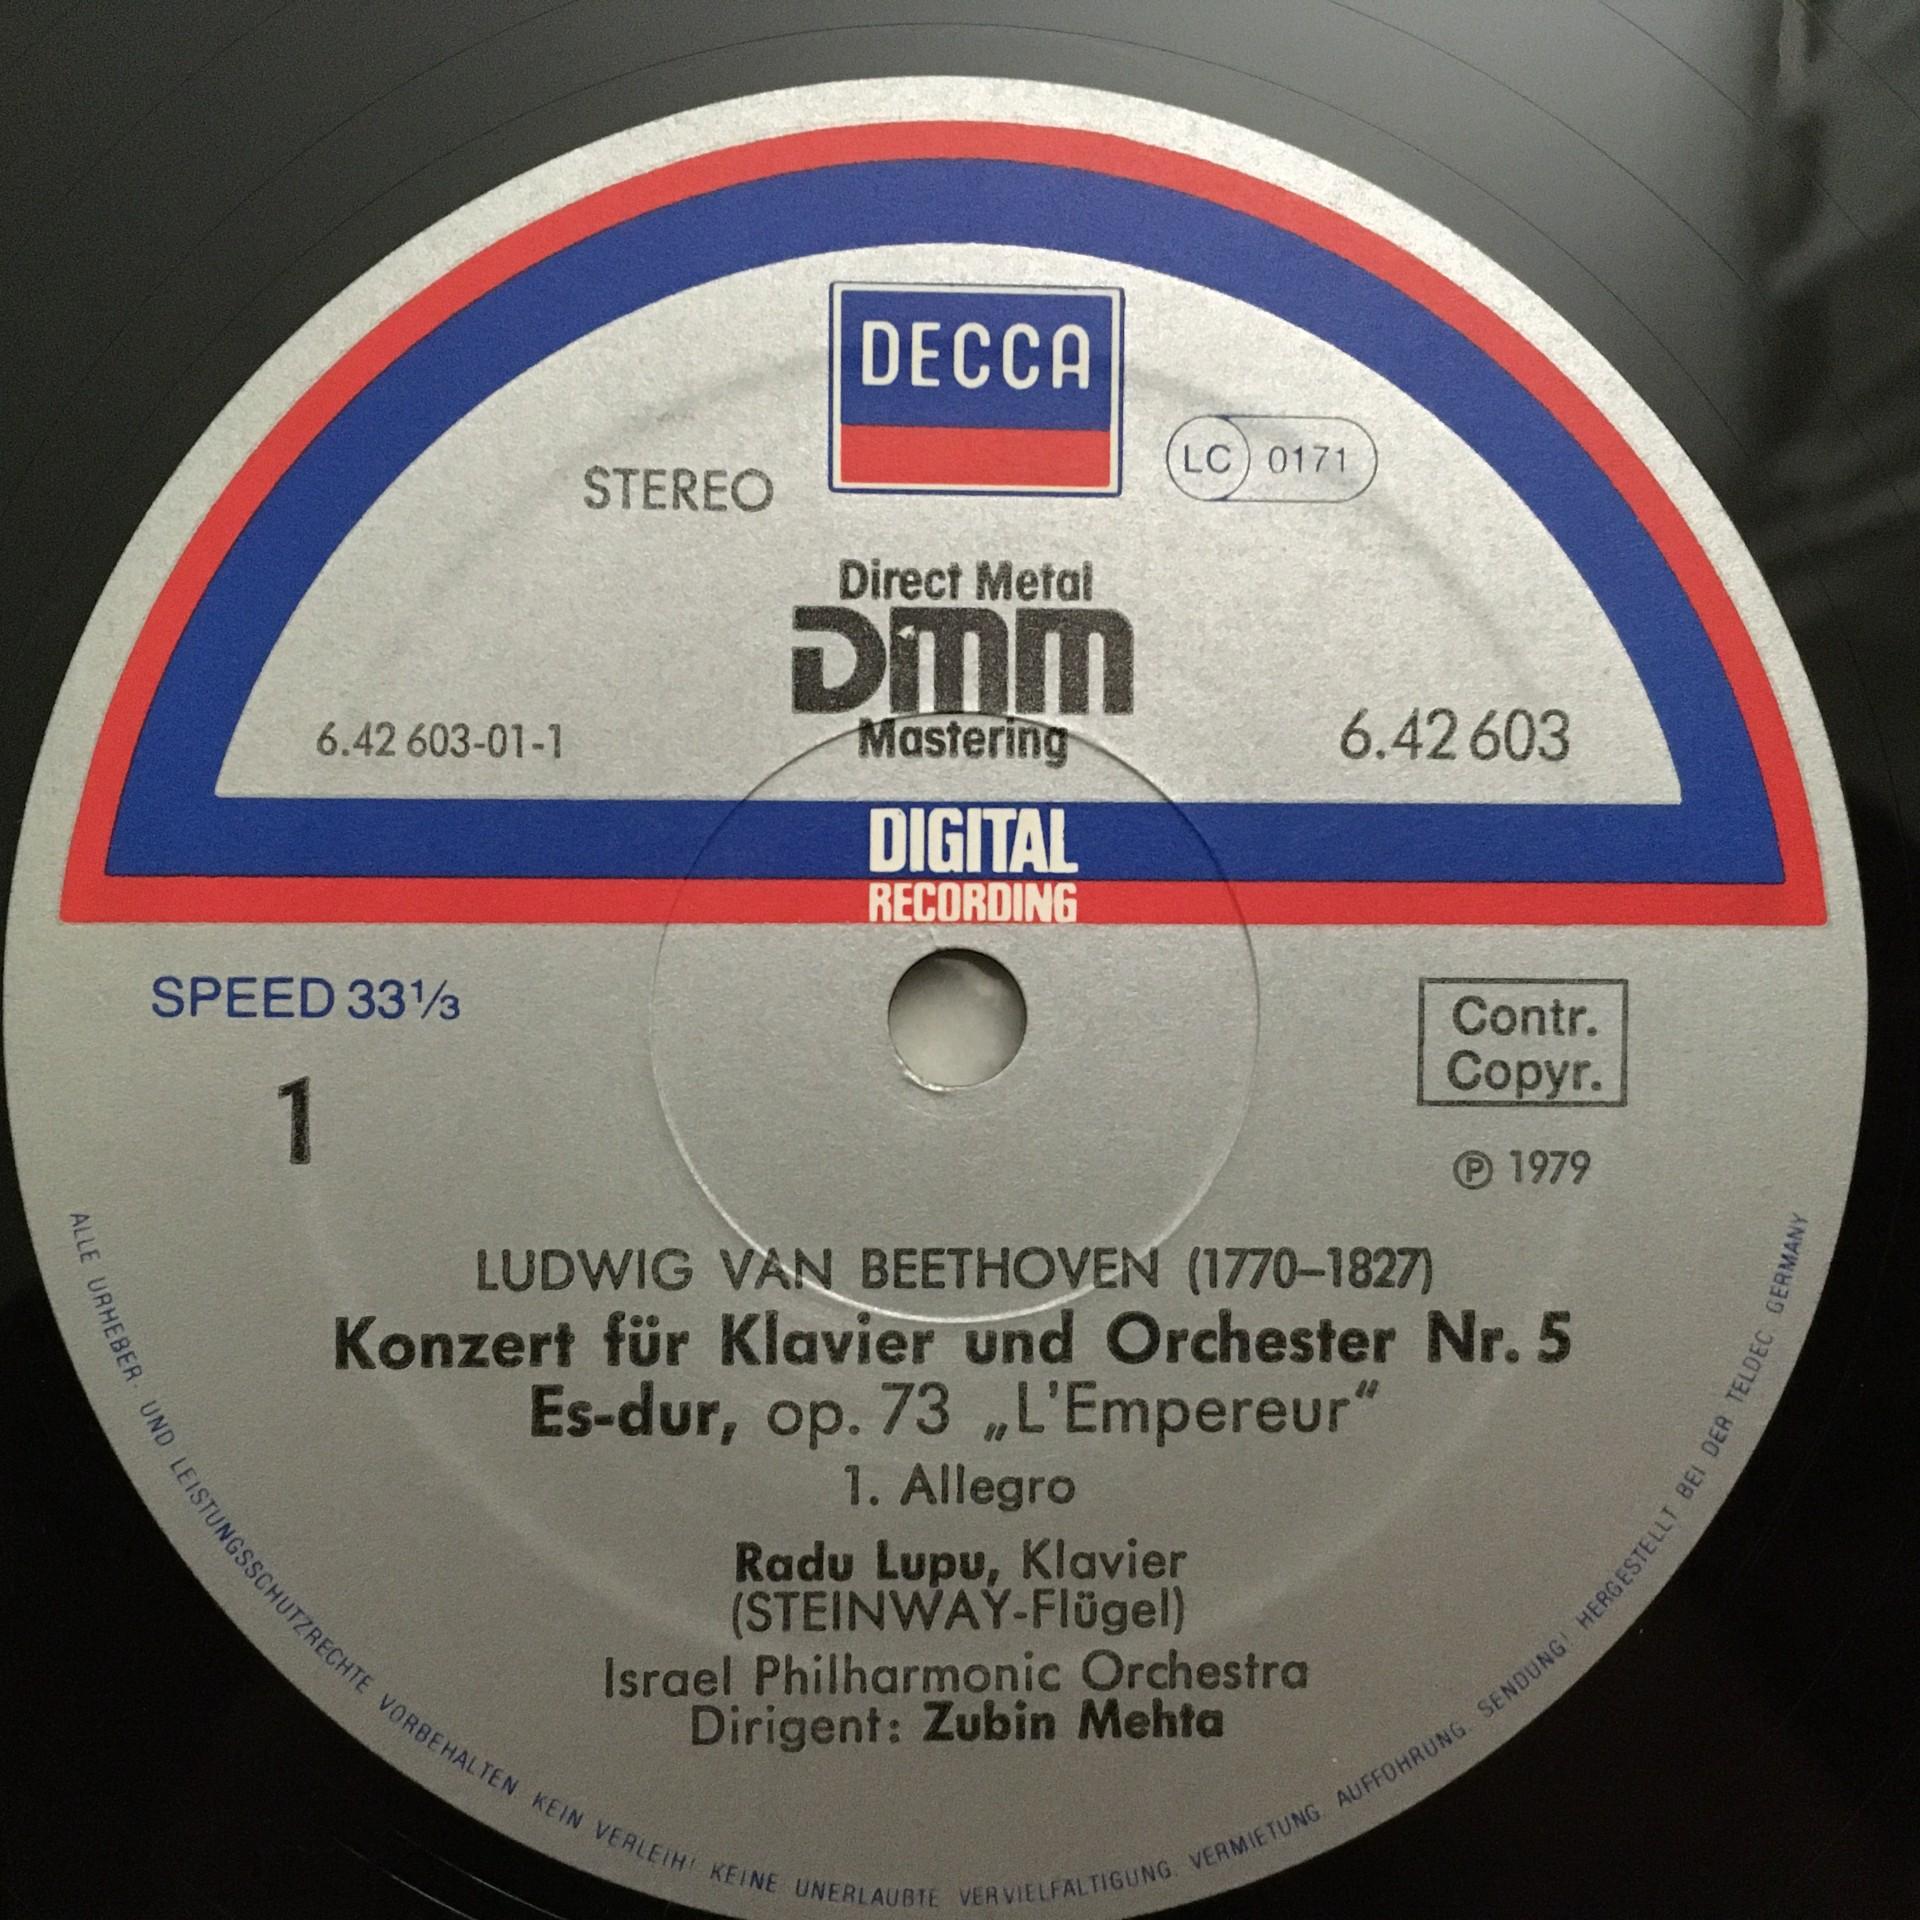 DECCA
LC 0171
STEREO
Direct Metal
DMM
Mastering
6.42 603-01-1
6.42 603
DIGITAL
RECORDING
SPEED 33⅓
Contr.
Copyr.
1
℗ 1979
LUDWIG VAN BEETHOVEN (1770–1827)
Konzert für Klavier und Orchester Nr. 5
Es-dur, op. 73 „L'Empereur“
1. Allegro
Radu Lupu, Klavier
(STEINWAY-Flügel)
Israel Philharmonic Orchestra
Dirigent: Zubin Mehta
ALLE URHEBER- UND LEISTUNGSSCHUTZRECHTE VORBEHALTEN KEIN VERLEIH! KEINE UNERLAUBTE VERVIELFÄLTIGUNG. VERMIETUNG. AUFFÜHRUNG. SENDUNG! HERGESTELLT BEI DER TELDEC GERMANY